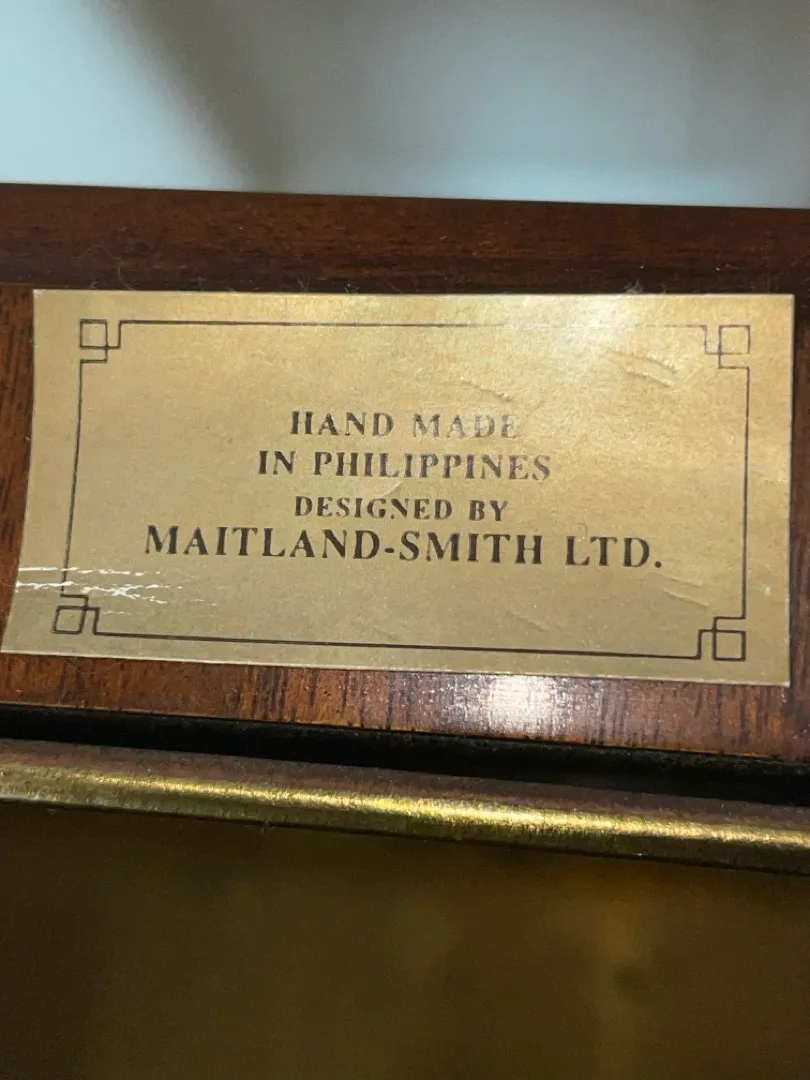 HAND MADE
IN PHILIPPINES
DESIGNED BY
MAITLAND-SMITH LTD.